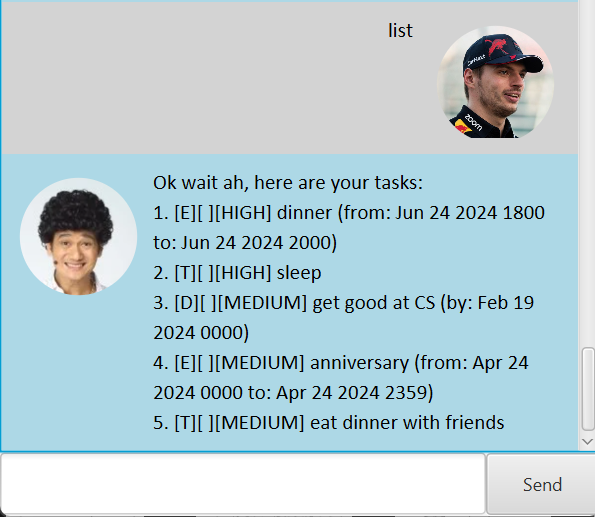 list
zoom
Ok wait ah, here are your tasks:
1. [E][ ][HIGH] dinner (from: Jun 24 2024 1800
to: Jun 24 2024 2000)
2. [T][ ][HIGH] sleep
3. [D][ ][MEDIUM] get good at CS (by: Feb 19
2024 0000)
4. [E][ ][MEDIUM] anniversary (from: Apr 24
2024 0000 to: Apr 24 2024 2359)
5. [T][ ][MEDIUM] eat dinner with friends
Send